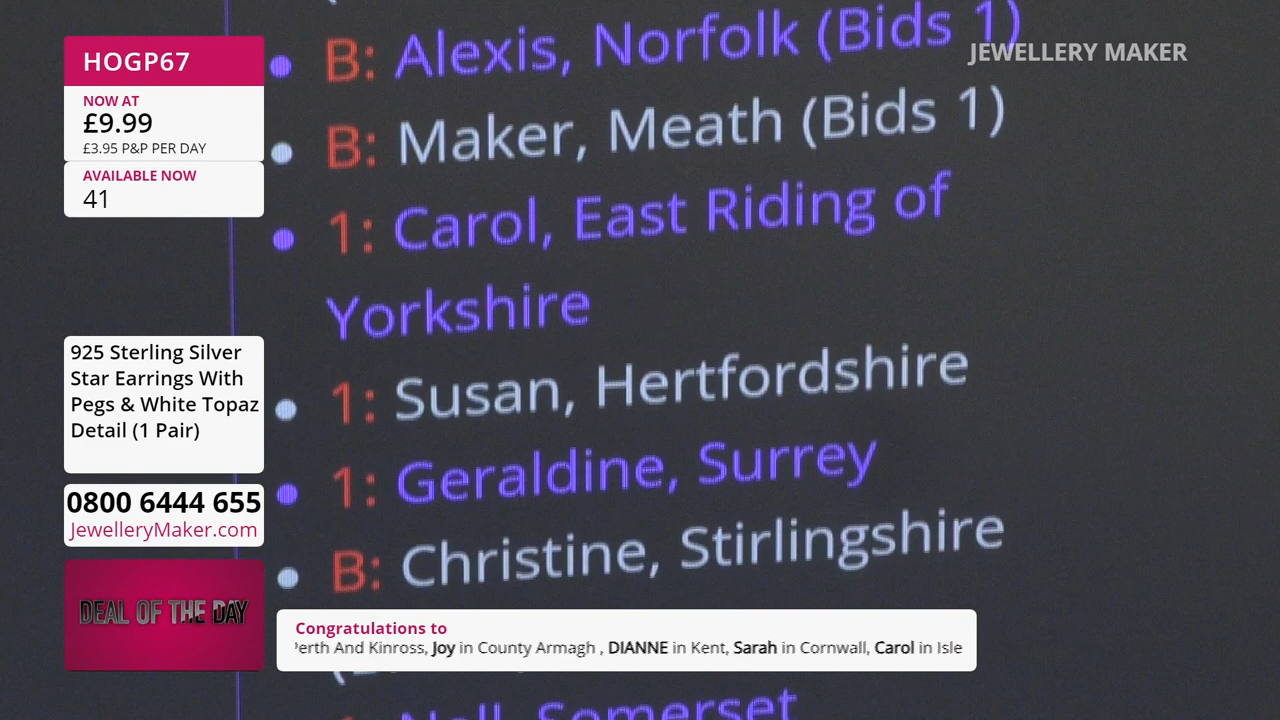 HOGP67
NOW AT
£9.99
£3.95 P&P PER DAY
AVAILABLE NOW
41
925 Sterling Silver
Star Earrings With
Pegs & White Topaz
Detail (1 Pair)
0800 6444 655
JewelleryMaker.com
DEAL OF THE DAY
JEWELLERY MAKER
B: Alexis, Norfolk (Bids 1)
B: Maker, Meath (Bids 1)
1: Carol, East Riding of
Yorkshire
1: Susan, Hertfordshire
1: Geraldine, Surrey
B: Christine, Stirlingshire
Somerset
Congratulations to
Perth And Kinross, Joy in County Armagh , DIANNE in Kent, Sarah in Cornwall, Carol in Isle